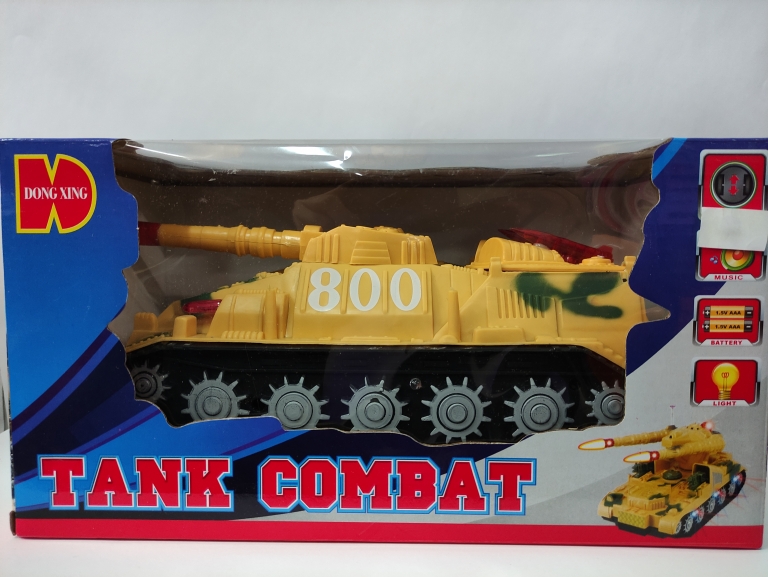 DONG XING
800
MUSIC
1.5V AAA
1.5V AAA
BATTERY
LIGHT
TANK COMBAT